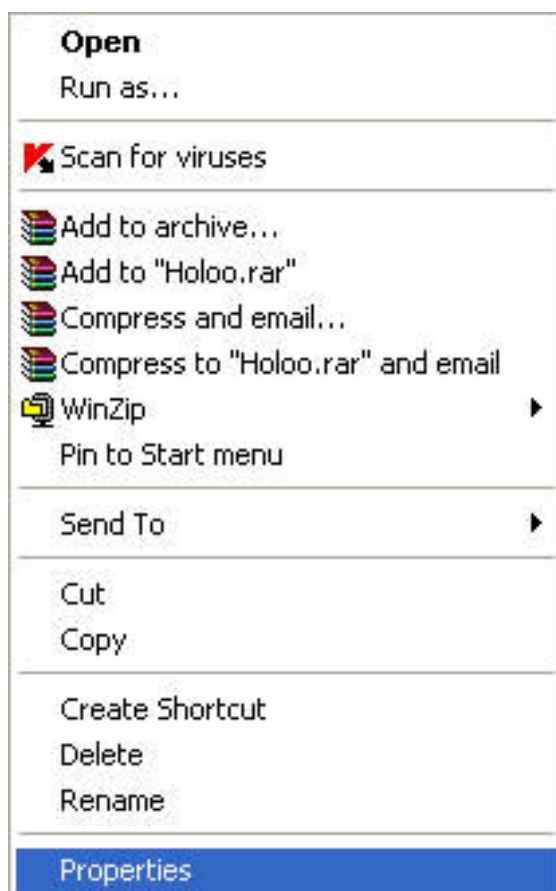 Open
Run as...
Scan for viruses
Add to archive...
Add to "Holoo.rar"
Compress and email...
Compress to "Holoo.rar" and email
WinZip
Pin to Start menu
Send To
Cut
Copy
Create Shortcut
Delete
Rename
Properties